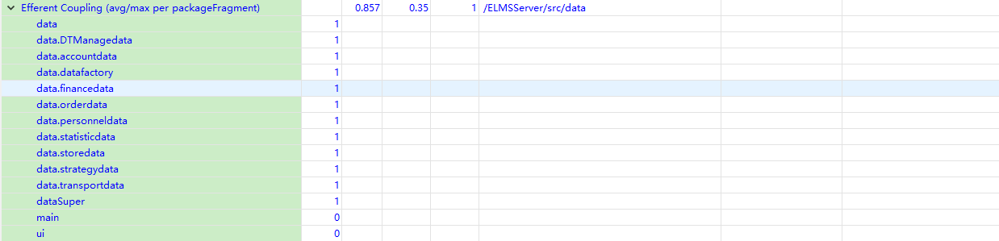 Efferent Coupling (avg/max per packageFragment) 0.857 0.35 1 /ELMSServer/src/data
data 1
data.DTManagedata 1
data.accountdata 1
data.datafactory 1
data.financedata 1
data.orderdata 1
data.personneldata 1
data.statisticdata 1
data.storedata 1
data.strategydata 1
data.transportdata 1
dataSuper 1
main 0
ui 0